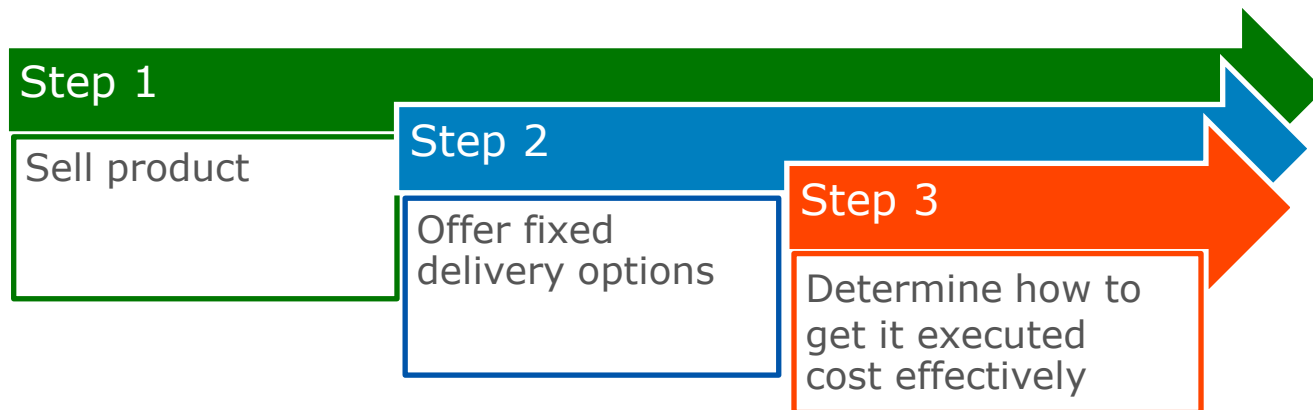 Step 1
Sell product
Step 2
Offer fixed
delivery options
Step 3
Determine how to
get it executed
cost effectively